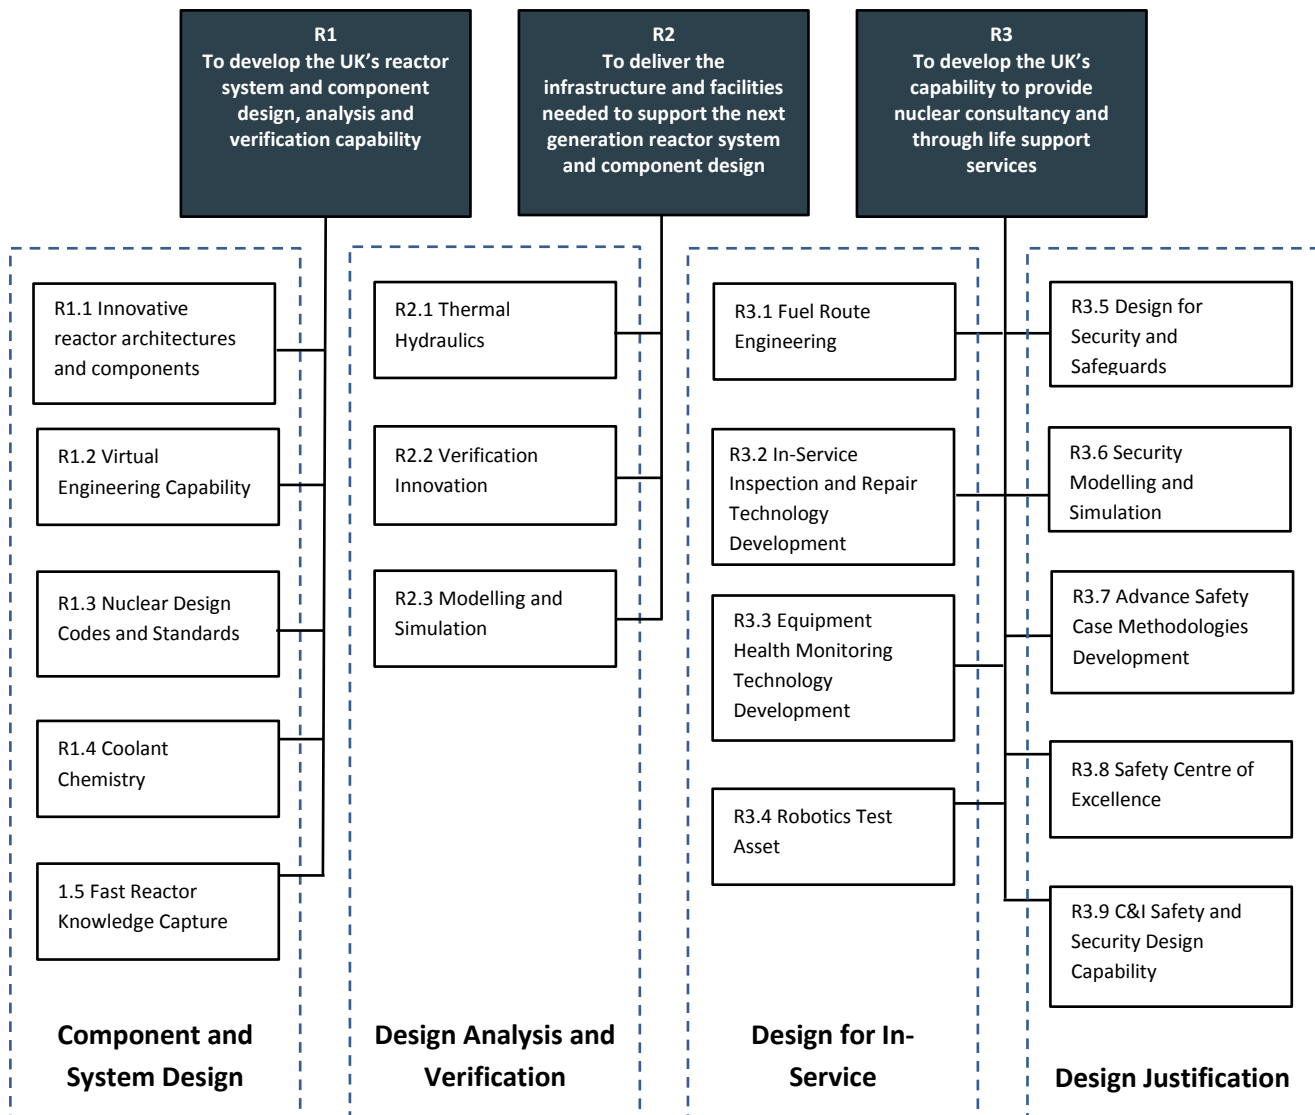 R1
To develop the UK’s reactor
system and component
design, analysis and
verification capability
R2
To deliver the
infrastructure and facilities
needed to support the next
generation reactor system
and component design
R3
To develop the UK’s
capability to provide
nuclear consultancy and
through life support
services
R1.1 Innovative
reactor architectures
and components
R1.2 Virtual
Engineering Capability
R1.3 Nuclear Design
Codes and Standards
R1.4 Coolant
Chemistry
1.5 Fast Reactor
Knowledge Capture
Component and
System Design
R2.1 Thermal
Hydraulics
R2.2 Verification
Innovation
R2.3 Modelling and
Simulation
Design Analysis and
Verification
R3.1 Fuel Route
Engineering
R3.2 In-Service
Inspection and Repair
Technology
Development
R3.3 Equipment
Health Monitoring
Technology
Development
R3.4 Robotics Test
Asset
Design for In-
Service
R3.5 Design for
Security and
Safeguards
R3.6 Security
Modelling and
Simulation
R3.7 Advance Safety
Case Methodologies
Development
R3.8 Safety Centre of
Excellence
R3.9 C&I Safety and
Security Design
Capability
Design Justification